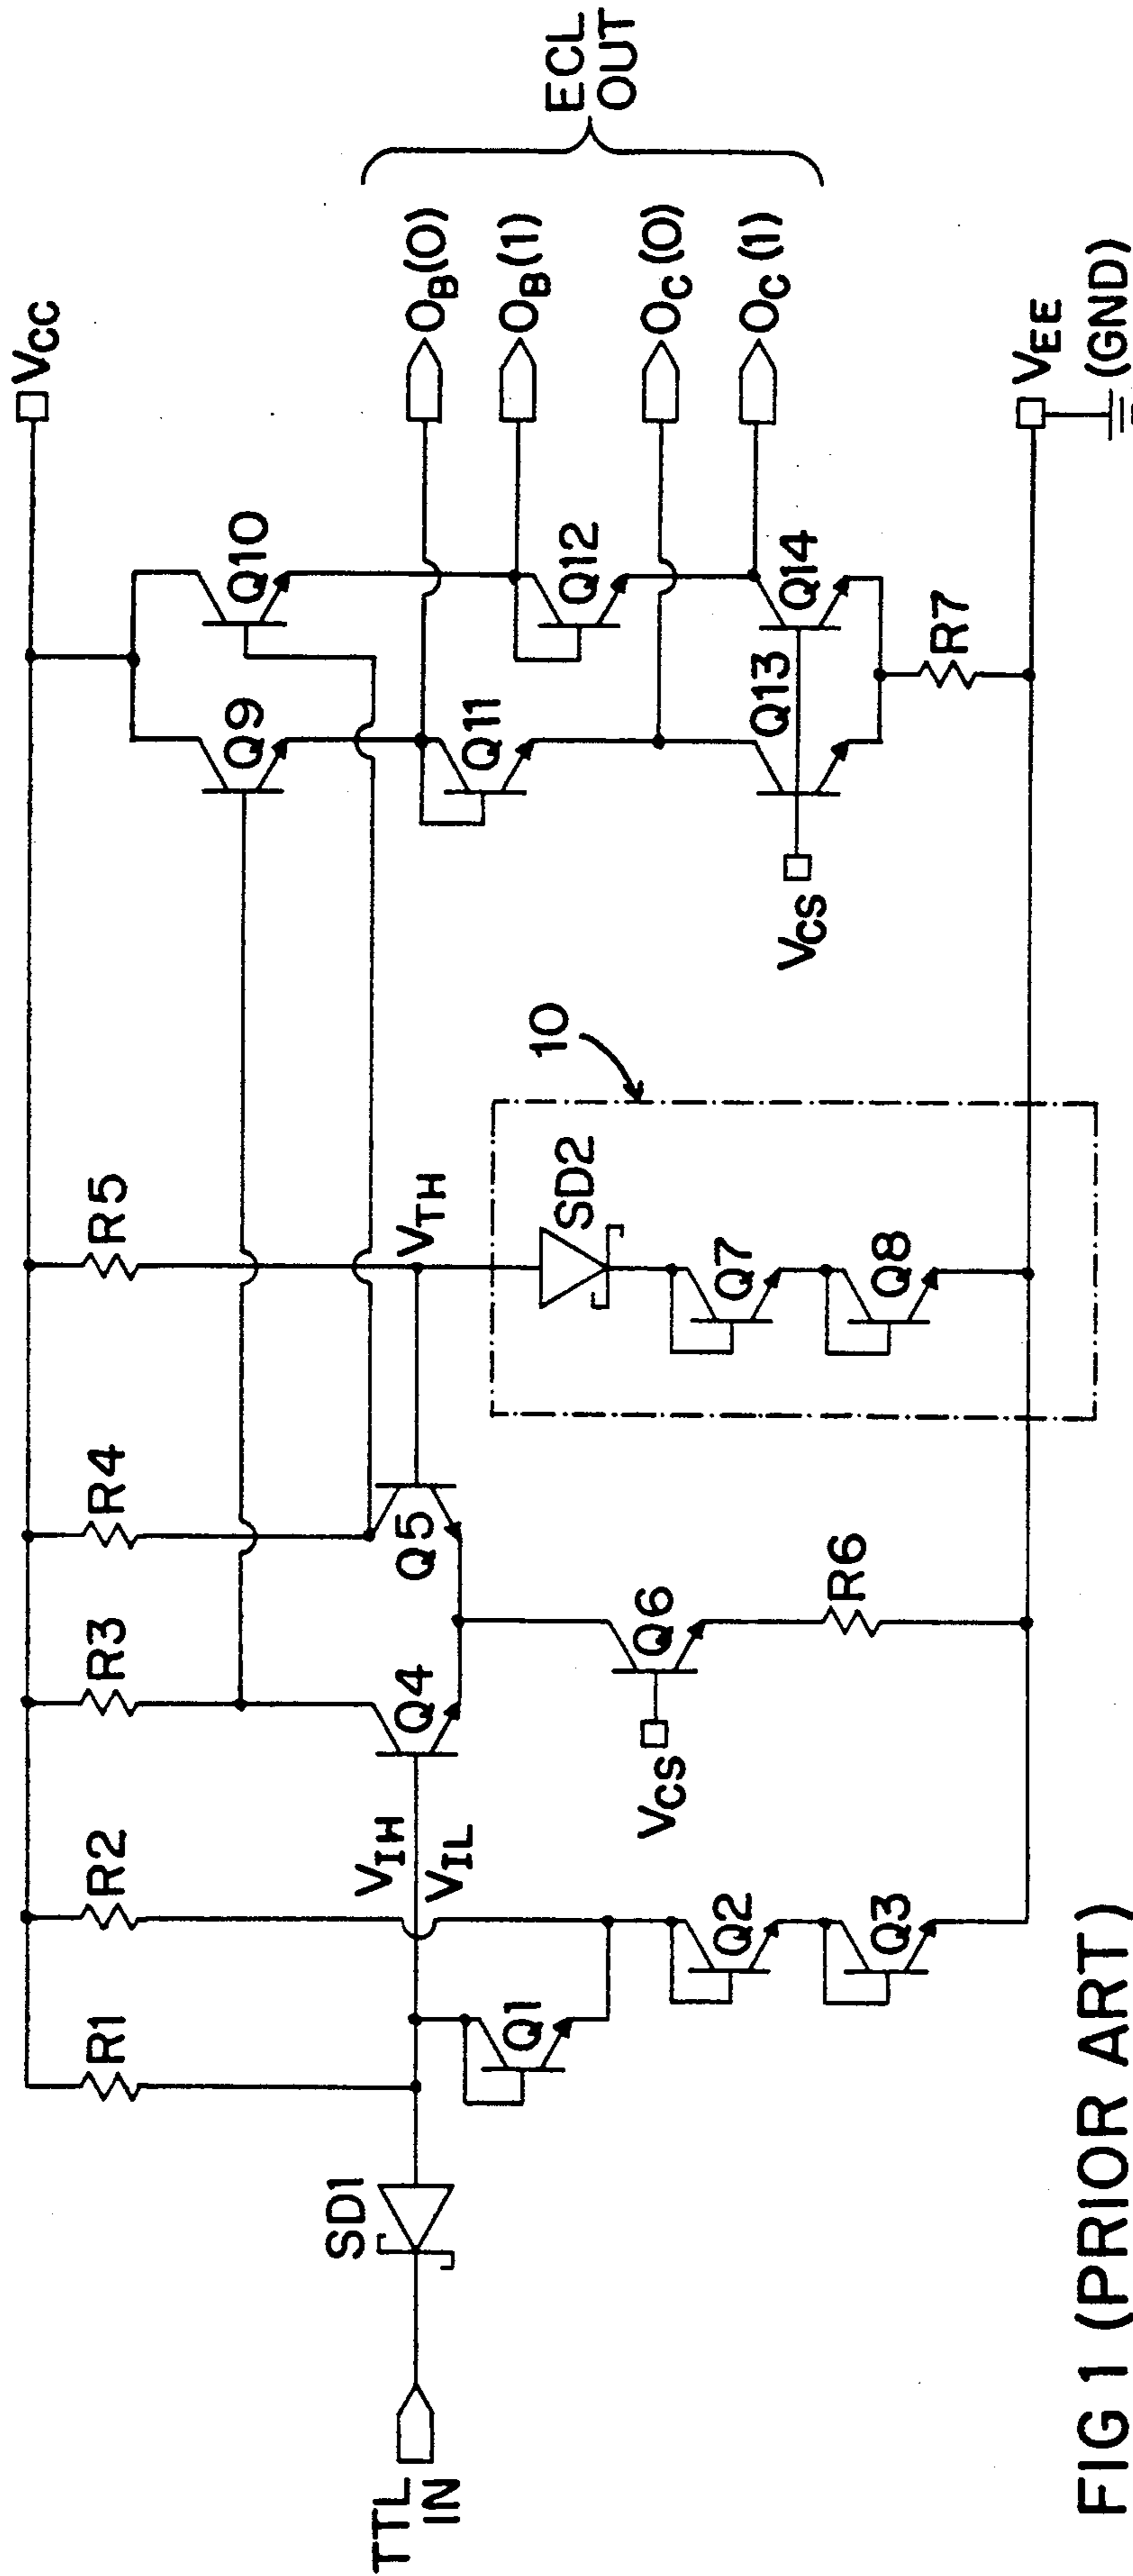 VCC
R1
R2
R3
R4
R5
Q9
Q10
OB(0)
OB(1)
OC(0)
OC(1)
ECL
OUT
TTL
IN
SD1
VIH
VIL
Q1
Q2
Q3
Q4
Q5
Q6
VCS
R6
VTH
10
SD2
Q7
Q8
Q11
Q12
Q13
Q14
VCS
R7
VEE
(GND)
FIG 1 (PRIOR ART)